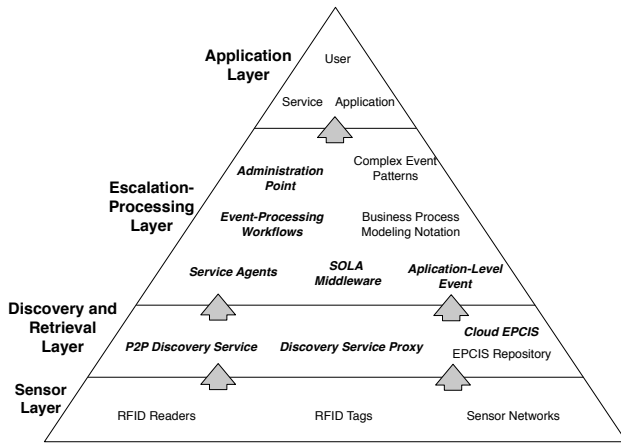 Application
Layer
User
Service Application
Escalation-
Processing
Layer
Administration
Point
Complex Event
Patterns
Event-Processing
Workflows
Business Process
Modeling Notation
Service Agents
SOLA
Middleware
Aplication-Level
Event
Discovery and
Retrieval
Layer
P2P Discovery Service
Discovery Service Proxy
Cloud EPCIS
EPCIS Repository
Sensor
Layer
RFID Readers
RFID Tags
Sensor Networks